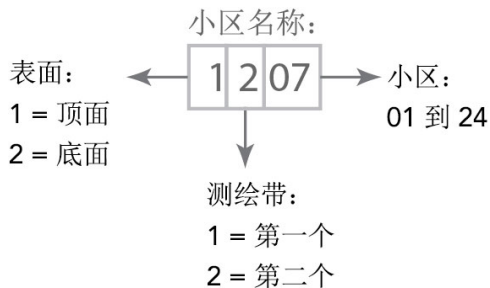 小区名称：
1 2 07
表面：
1 = 顶面
2 = 底面
小区：
01 到 24
测绘带：
1 = 第一个
2 = 第二个